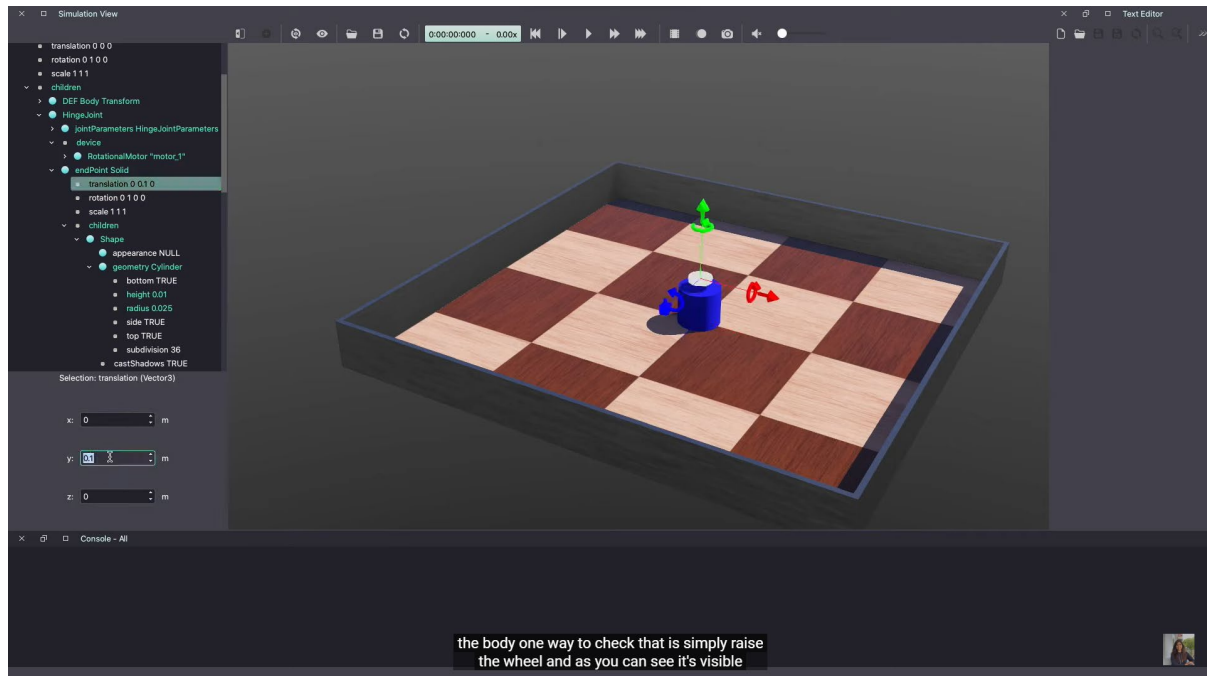 Simulation View
Text Editor
0:00:00:000 - 0.00x
translation 0 0 0
rotation 0 1 0 0
scale 1 1 1
children
DEF Body Transform
HingeJoint
jointParameters HingeJointParameters
device
RotationalMotor "motor_1"
endPoint Solid
translation 0 0.1 0
rotation 0 1 0 0
scale 1 1 1
children
Shape
appearance NULL
geometry Cylinder
bottom TRUE
height 0.01
radius 0.025
side TRUE
top TRUE
subdivision 36
castShadows TRUE
Selection: translation (Vector3)
x: 0 m
y: 0.1 m
z: 0 m
Console - All
the body one way to check that is simply raise
the wheel and as you can see it's visible